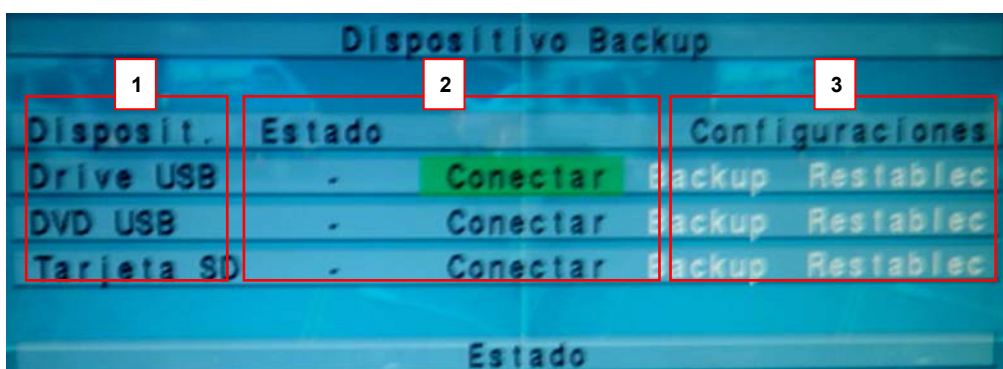 Dispositivo Backup
1 2 3
Disposit. Estado Configuraciones
Drive USB - Conectar Backup Restablec
DVD USB - Conectar Backup Restablec
Tarjeta SD - Conectar Backup Restablec
Estado